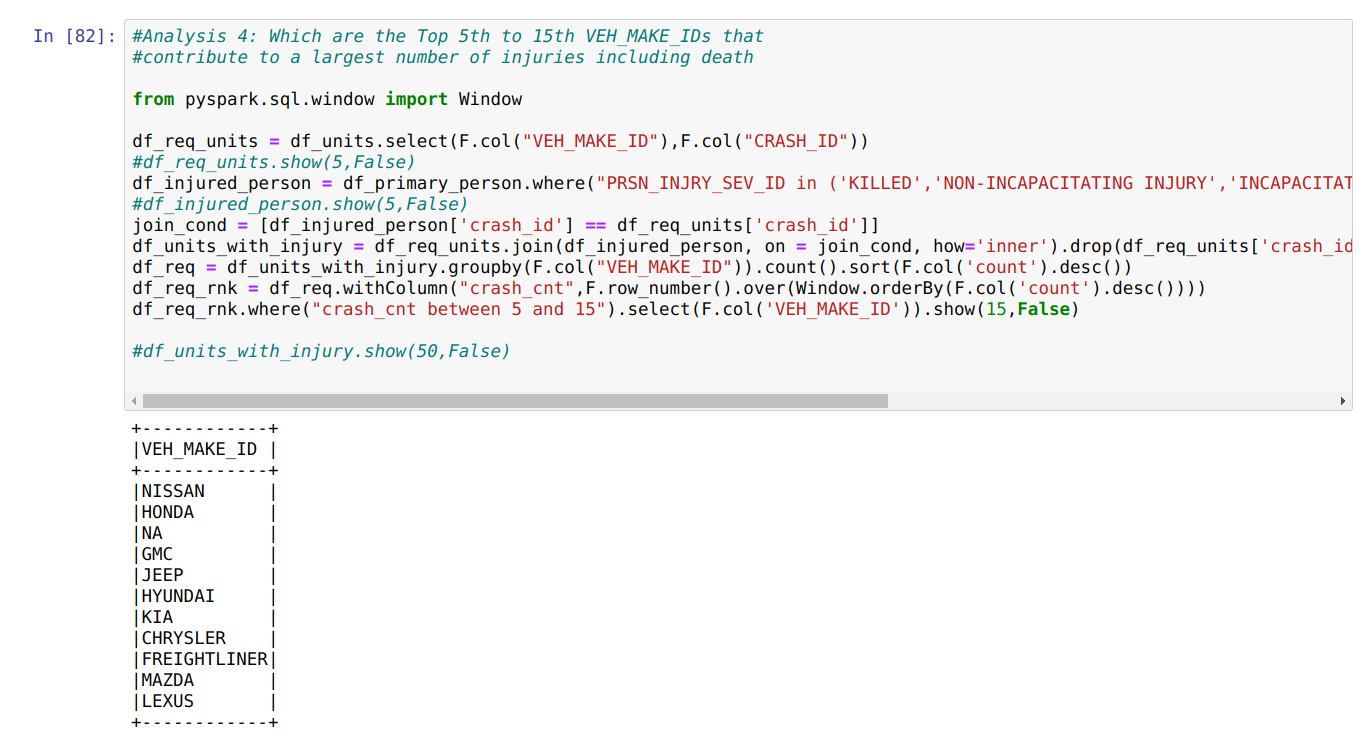 In [82]: #Analysis 4: Which are the Top 5th to 15th VEH_MAKE_IDs that
#contribute to a largest number of injuries including death
from pyspark.sql.window import Window
df_req_units = df_units.select(F.col("VEH_MAKE_ID"),F.col("CRASH_ID"))
#df_req_units.show(5,False)
df_injured_person = df_primary_person.where("PRSN_INJRY_SEV_ID in ('KILLED','NON-INCAPACITATING INJURY','INCAPACITAT
#df_injured_person.show(5,False)
join_cond = [df_injured_person['crash_id'] == df_req_units['crash_id']]
df_units_with_injury = df_req_units.join(df_injured_person, on = join_cond, how='inner').drop(df_req_units['crash_id
df_req = df_units_with_injury.groupby(F.col("VEH_MAKE_ID")).count().sort(F.col('count').desc())
df_req_rnk = df_req.withColumn("crash_cnt",F.row_number().over(Window.orderBy(F.col('count').desc())))
df_req_rnk.where("crash_cnt between 5 and 15").select(F.col('VEH_MAKE_ID')).show(15,False)
#df_units_with_injury.show(50,False)
+------------+
|VEH_MAKE_ID |
+------------+
|NISSAN      |
|HONDA       |
|NA          |
|GMC         |
|JEEP        |
|HYUNDAI     |
|KIA         |
|CHRYSLER    |
|FREIGHTLINER|
|MAZDA       |
|LEXUS       |
+------------+